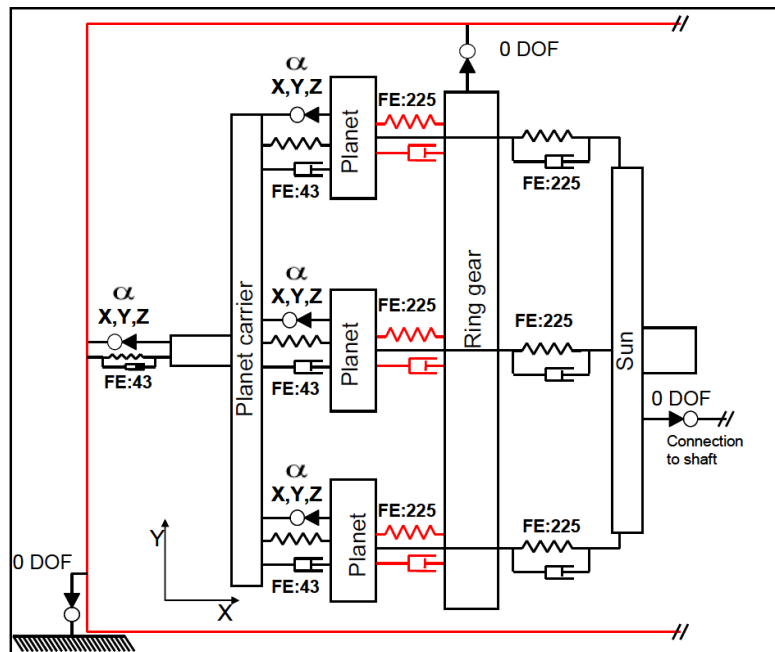 0 DOF
α
X,Y,Z
Planet
FE:225
FE:43
FE:225
α
X,Y,Z
Planet carrier
α
X,Y,Z
Planet
FE:225
Ring gear
FE:225
Sun
FE:43
FE:43
0 DOF
Connection
to shaft
α
X,Y,Z
Planet
FE:225
FE:225
FE:43
Y
X
0 DOF